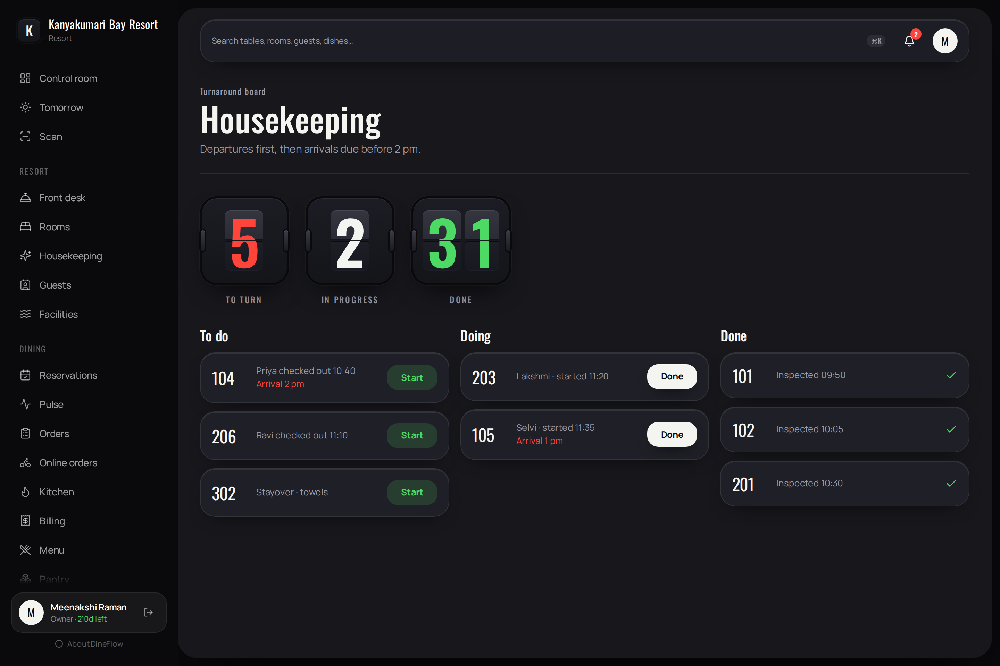 K
Kanyakumari Bay Resort
Resort
Control room
Tomorrow
Scan
RESORT
Front desk
Rooms
Housekeeping
Guests
Facilities
DINING
Reservations
Pulse
Orders
Online orders
Kitchen
Billing
Menu
Pantry
M
Meenakshi Raman
Owner · 210d left
About DineFlow
Search tables, rooms, guests, dishes...
⌘K
2
M
Turnaround board
Housekeeping
Departures first, then arrivals due before 2 pm.
5
TO TURN
2
IN PROGRESS
31
DONE
To do
104
Priya checked out 10:40
Arrival 2 pm
Start
206
Ravi checked out 11:10
Start
302
Stayover · towels
Start
Doing
203
Lakshmi · started 11:20
Done
105
Selvi · started 11:35
Arrival 1 pm
Done
Done
101
Inspected 09:50
102
Inspected 10:05
201
Inspected 10:30